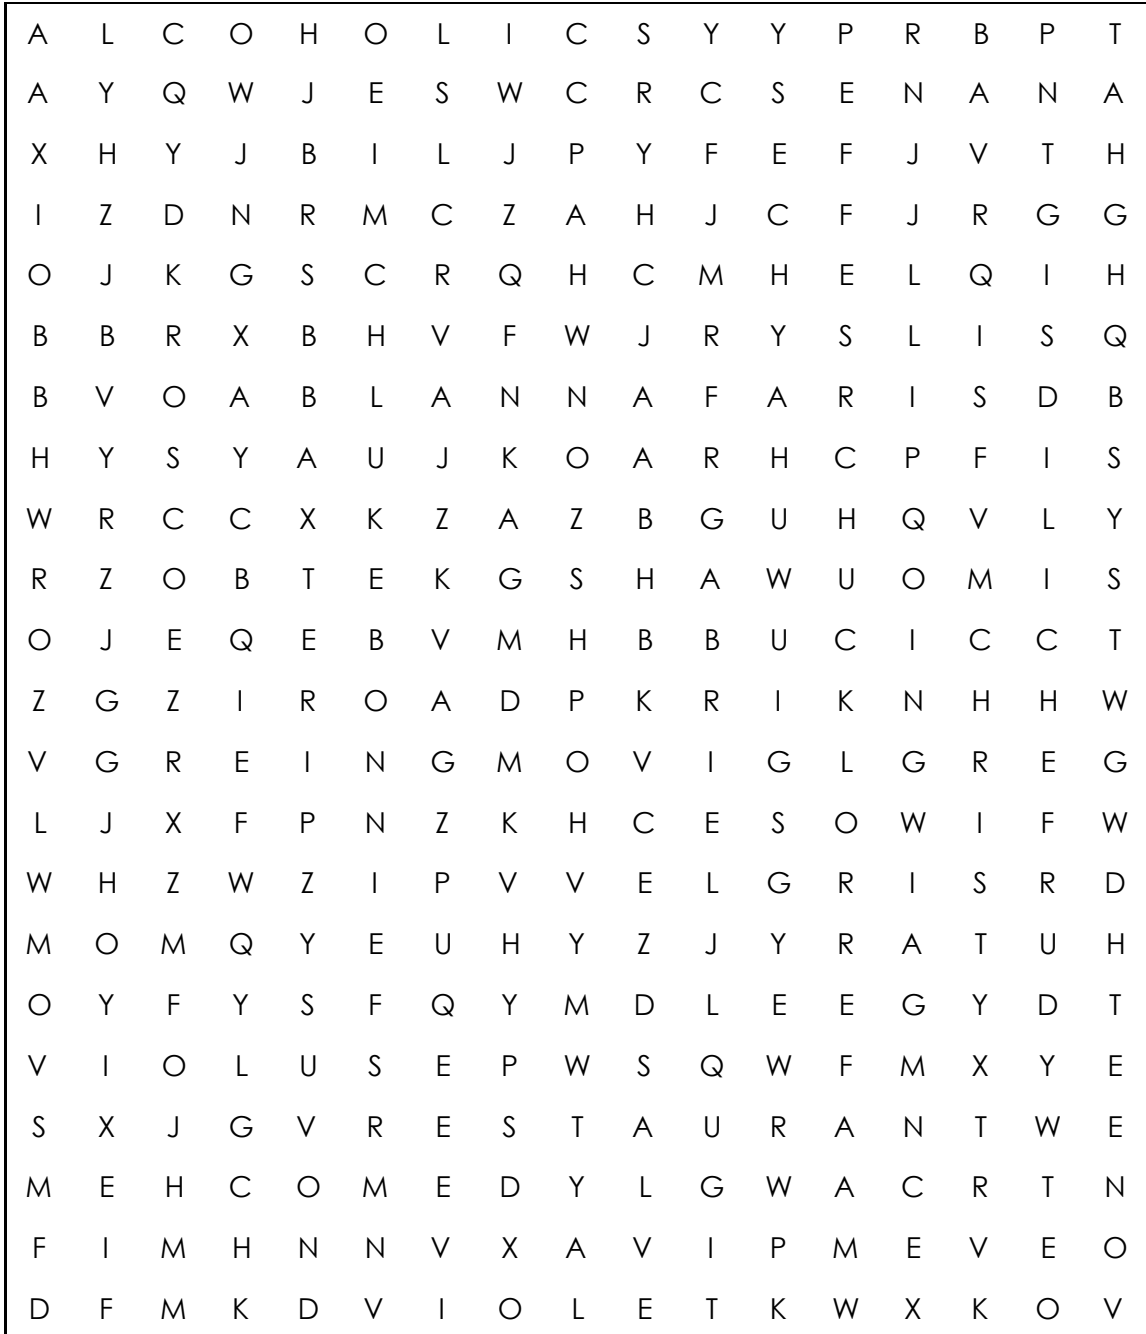 A L C O H O L I C S Y Y P R B P T
A Y Q W J E S W C R C S E N A N A
X H Y J B I L J P Y F E F J V T H
I Z D N R M C Z A H J C F J R G G
O J K G S C R Q H C M H E L Q I H
B B R X B H V F W J R Y S L I S Q
B V O A B L A N N A F A R I S D B
H Y S Y A U J K O A R H C P F I S
W R C C X K Z A Z B G U H Q V L Y
R Z O B T E K G S H A W U O M I S
O J E Q E B V M H B B U C I C C T
Z G Z I R O A D P K R I K N H H W
V G R E I N G M O V I G L G R E G
L J X F P N Z K H C E S O W I F W
W H Z W Z I P V V E L G R I S R D
M O M Q Y E U H Y Z J Y R A T U H
O Y F Y S F Q Y M D L E E G Y D T
V I O L U S E P W S Q W F M X Y E
S X J G V R E S T A U R A N T W E
M E H C O M E D Y L G W A C R T N
F I M H N N V X A V I P M E V E O
D F M K D V I O L E T K W X K O V